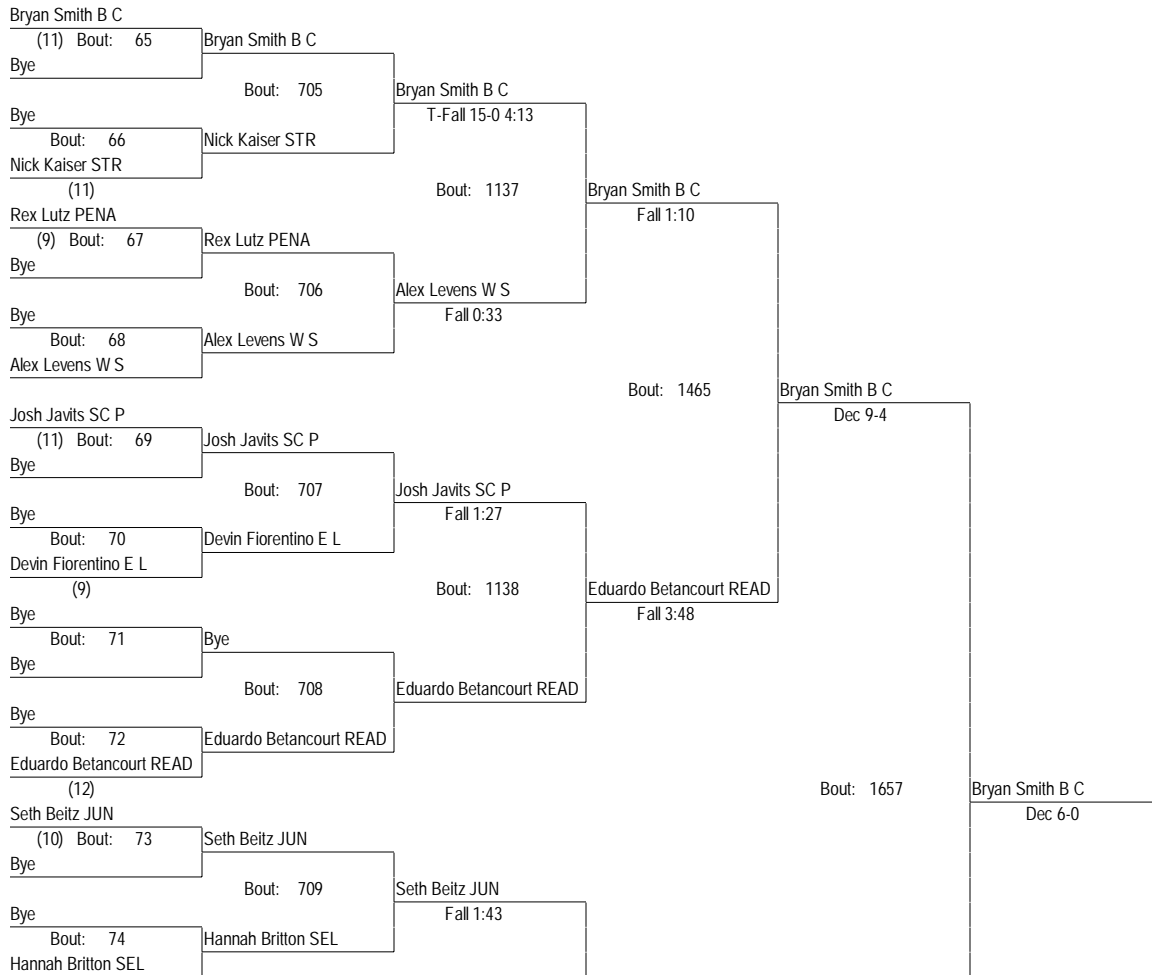 Bryan Smith B C
(11) Bout: 65 Bryan Smith B C
Bye
Bout: 705 Bryan Smith B C
Bye T-Fall 15-0 4:13
Bout: 66 Nick Kaiser STR
Nick Kaiser STR
(11) Bout: 1137 Bryan Smith B C
Rex Lutz PENA Fall 1:10
(9) Bout: 67 Rex Lutz PENA
Bye
Bout: 706 Alex Levens W S
Bye Fall 0:33
Bout: 68 Alex Levens W S
Alex Levens W S
Bout: 1465 Bryan Smith B C
Josh Javits SC P Dec 9-4
(11) Bout: 69 Josh Javits SC P
Bye
Bout: 707 Josh Javits SC P
Bye Fall 1:27
Bout: 70 Devin Fiorentino E L
Devin Fiorentino E L
(9) Bout: 1138 Eduardo Betancourt READ
Bye Fall 3:48
Bout: 71 Bye
Bye
Bout: 708 Eduardo Betancourt READ
Bye
Bout: 72 Eduardo Betancourt READ
Eduardo Betancourt READ
(12) Bout: 1657 Bryan Smith B C
Seth Beitz JUN Dec 6-0
(10) Bout: 73 Seth Beitz JUN
Bye
Bout: 709 Seth Beitz JUN
Bye Fall 1:43
Bout: 74 Hannah Britton SEL
Hannah Britton SEL